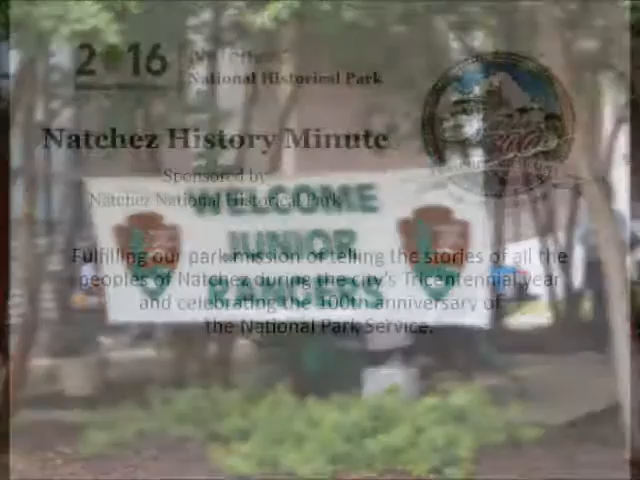 2016
National Historical Park
Natchez History Minute
Sponsored by
Natchez National Historical Park
WELCOME
JUNIOR
RANGERS
300
Fulfilling our park mission of telling the stories of all the
peoples of Natchez during the city's Tricentennial year
and celebrating the 100th anniversary of
the National Park Service.